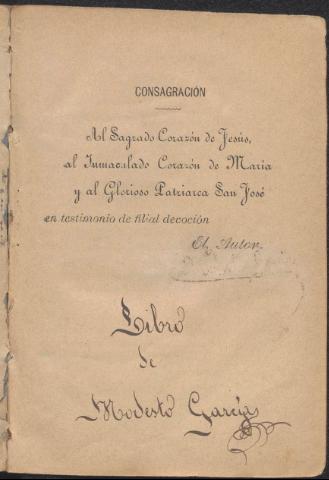 CONSAGRACIÓN
Al Sagrado Corazón de Jesús,
al Inmaculado Corazón de María
y al Glorioso Patriarca San José
en testimonio de filial devoción
El Autor.
Libro
de
Modesto García